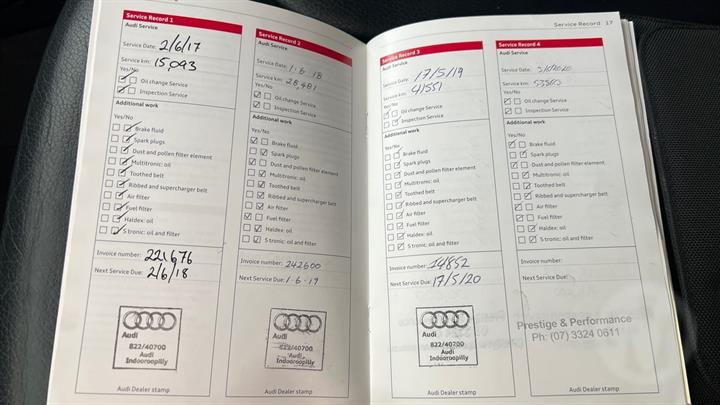 Service Record 1
Audi Service
Service Date: 2/6/17
Service km: 15,093
Yes/No
Oil change Service
Inspection Service
Additional work
Yes/No
Brake fluid
Spark plugs
Dust and pollen filter element
Multitronic: oil
Toothed belt
Ribbed and supercharger belt
Air filter
Fuel filter
Haldex: oil
S tronic: oil and filter
Invoice number: 221676
Next Service Due: 2/6/18
Audi
822/40700
Audi
Indooroopilly
Audi Dealer stamp
Service Record 2
Audi Service
Service Date: 1·6·18
Service km: 28,481
Yes/No
Oil change Service
Inspection Service
Additional work
Yes/No
Brake fluid
Spark plugs
Dust and pollen filter element
Multitronic: oil
Toothed belt
Ribbed and supercharger belt
Air filter
Fuel filter
Haldex: oil
S tronic: oil and filter
Invoice number: 242600
Next Service Due: 1·6·19
Audi
822/40700
Audi
Indooroopilly
Audi Dealer stamp
Service Record 17
Service Record 3
Audi Service
Service Date: 17/5/19
Service km: 41551
Yes/No
Oil change Service
Inspection Service
Additional work
Yes/No
Brake fluid
Spark plugs
Dust and pollen filter element
Multitronic: oil
Toothed belt
Ribbed and supercharger belt
Air filter
Fuel filter
Haldex: oil
S tronic: oil and filter
Invoice number: 14852
Next Service Due: 17/5/20
Audi
822/40700
Audi
Indooroopilly
Audi Dealer stamp
Service Record 4
Audi Service
Service Date:
Service km:
Yes/No
Oil change Service
Inspection Service
Additional work
Yes/No
Brake fluid
Spark plugs
Dust and pollen filter element
Multitronic: oil
Toothed belt
Ribbed and supercharger belt
Air filter
Fuel filter
Haldex: oil
S tronic: oil and filter
Invoice number:
Next Service Due:
Prestige & Performance
Ph: (07) 3324 0611
Audi Dealer stamp